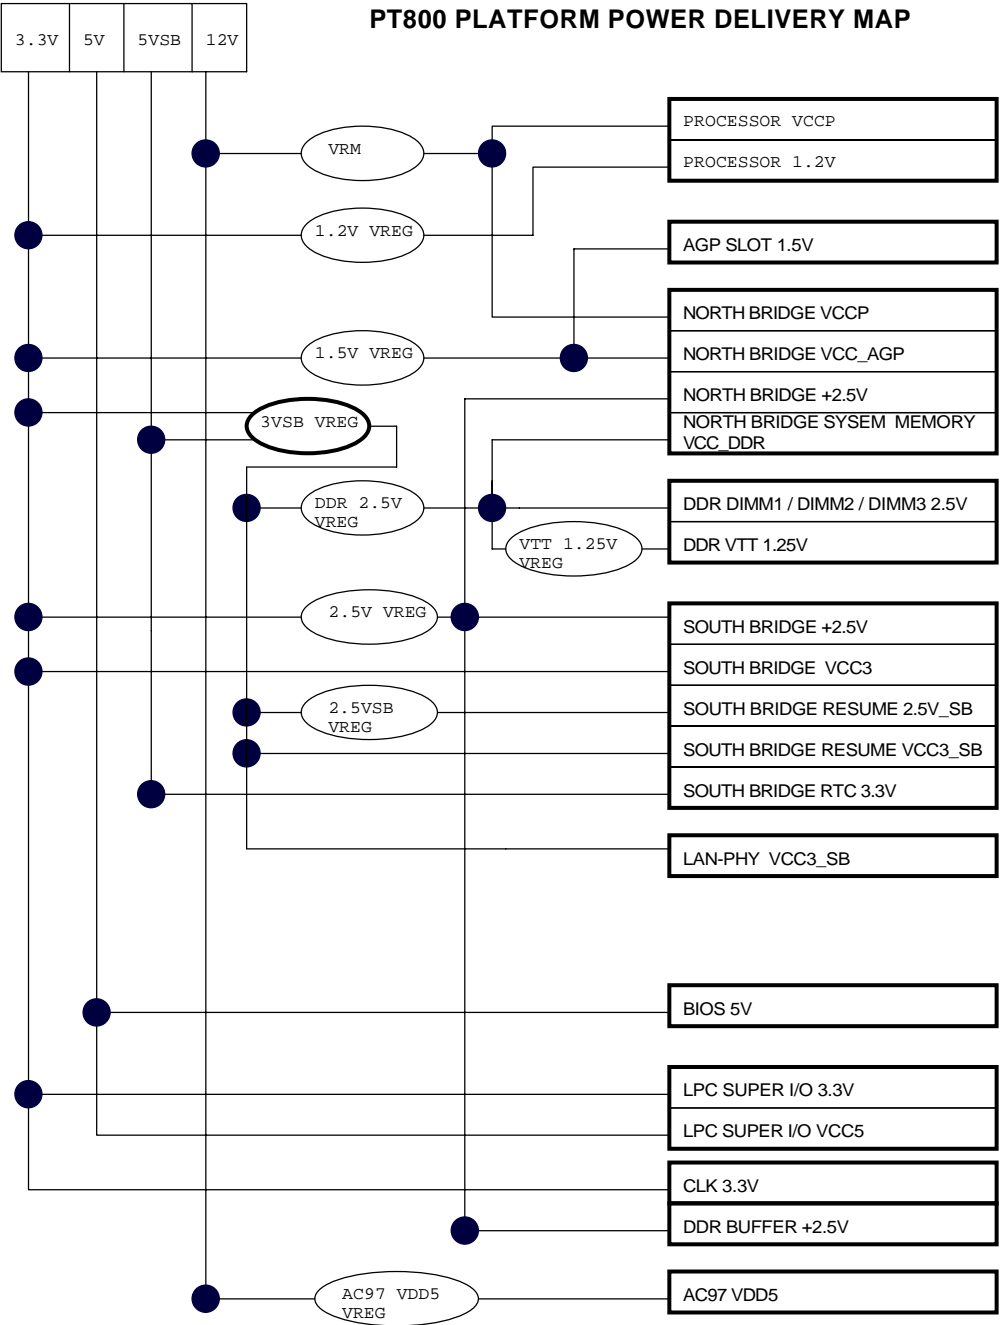 PT800 PLATFORM POWER DELIVERY MAP
3.3V 5V 5VSB 12V
PROCESSOR VCCP
VRM
PROCESSOR 1.2V
1.2V VREG
AGP SLOT 1.5V
NORTH BRIDGE VCCP
1.5V VREG
NORTH BRIDGE VCC_AGP
NORTH BRIDGE +2.5V
3VSB VREG
NORTH BRIDGE SYSEM MEMORY
VCC_DDR
DDR 2.5V
VREG
DDR DIMM1 / DIMM2 / DIMM3 2.5V
VTT 1.25V
VREG
DDR VTT 1.25V
2.5V VREG
SOUTH BRIDGE +2.5V
SOUTH BRIDGE VCC3
2.5VSB
VREG
SOUTH BRIDGE RESUME 2.5V_SB
SOUTH BRIDGE RESUME VCC3_SB
SOUTH BRIDGE RTC 3.3V
LAN-PHY VCC3_SB
BIOS 5V
LPC SUPER I/O 3.3V
LPC SUPER I/O VCC5
CLK 3.3V
DDR BUFFER +2.5V
AC97 VDD5
VREG
AC97 VDD5